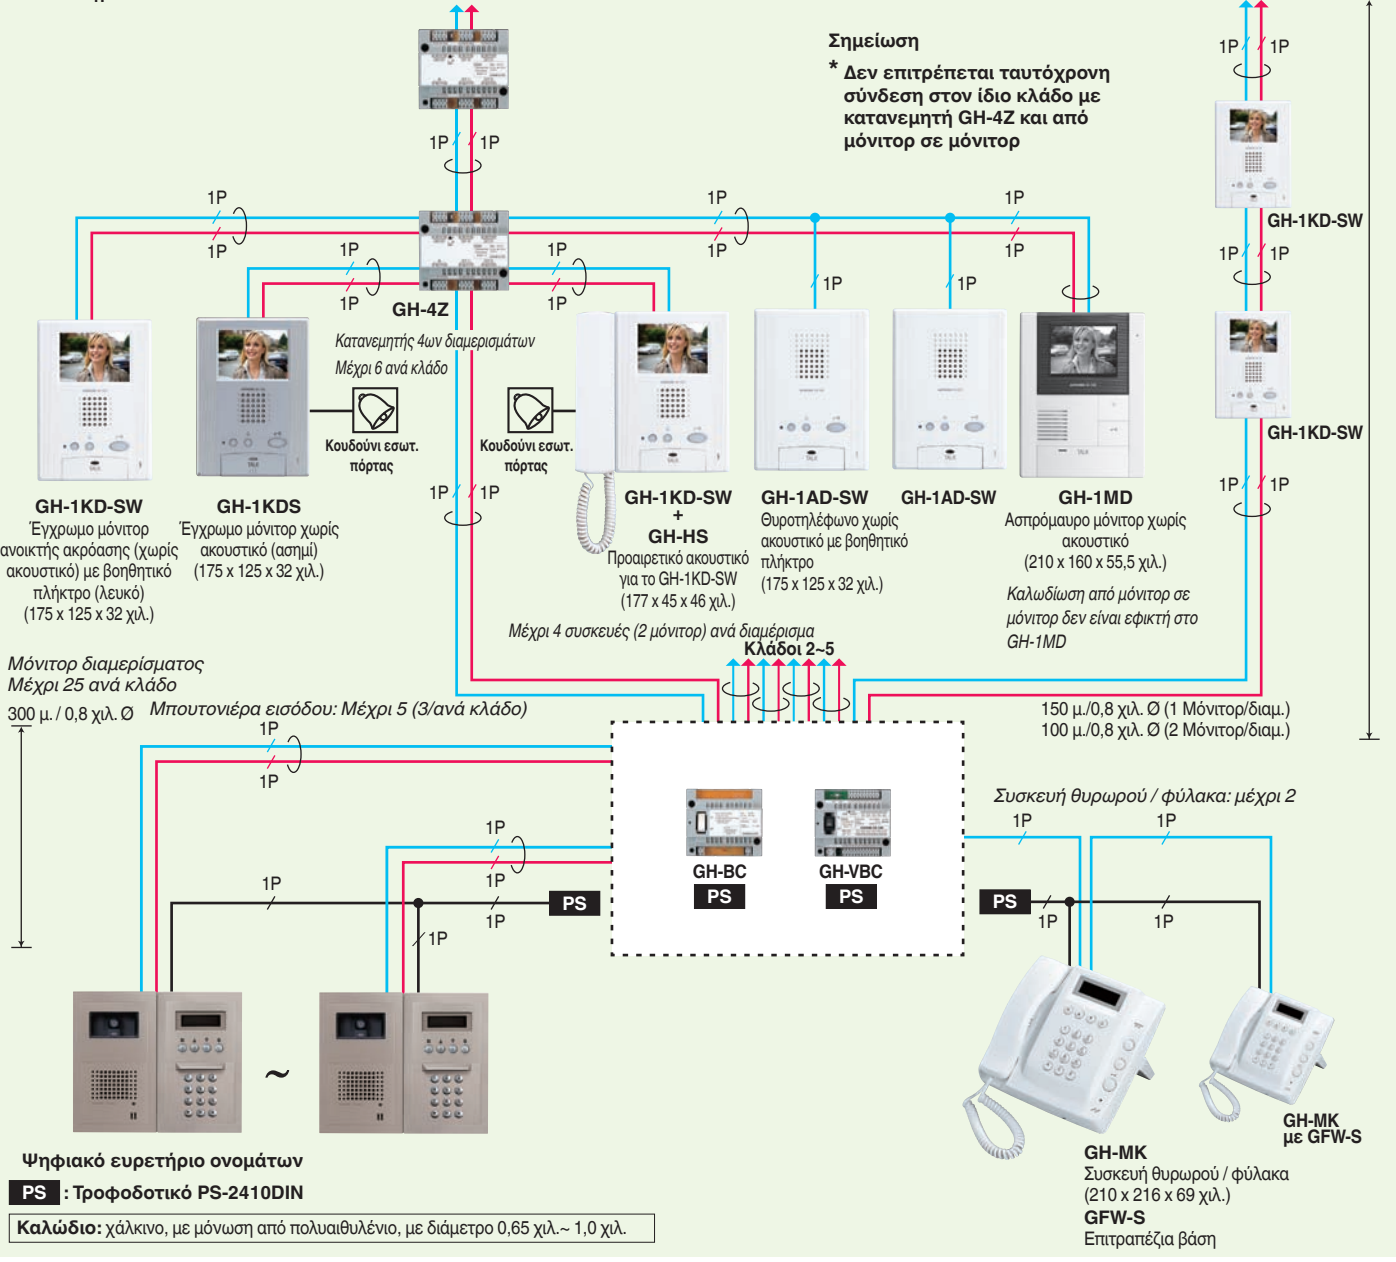 Σημείωση
* Δεν επιτρέπεται ταυτόχρονη
σύνδεση στον ίδιο κλάδο με
κατανεμητή GH-4Z και από
μόνιτορ σε μόνιτορ
1P 1P
1P 1P
GH-1KD-SW
1P 1P
GH-1KD-SW
1P 1P
1P
1P
1P
1P
1P
1P
1P
1P
1P
1P
1P
1P
GH-4Z
Κατανεμητής 4ων διαμερισμάτων
Μέχρι 6 ανά κλάδο
Κουδούνι εσωτ.
πόρτας
Κουδούνι εσωτ.
πόρτας
1P 1P
GH-1KD-SW
Έγχρωμο μόνιτορ
ανοικτής ακρόασης (χωρίς
ακουστικό) με βοηθητικό
πλήκτρο (λευκό)
(175 x 125 x 32 χιλ.)
GH-1KDS
Έγχρωμο μόνιτορ χωρίς
ακουστικό (ασημί)
(175 x 125 x 32 χιλ.)
GH-1KD-SW
+
GH-HS
Προαιρετικό ακουστικό
για το GH-1KD-SW
(177 x 45 x 46 χιλ.)
GH-1AD-SW
Θυροτηλέφωνο χωρίς
ακουστικό με βοηθητικό
πλήκτρο
(175 x 125 x 32 χιλ.)
GH-1AD-SW
GH-1MD
Ασπρόμαυρο μόνιτορ χωρίς
ακουστικό
(210 x 160 x 55,5 χιλ.)
Καλωδίωση από μόνιτορ σε
μόνιτορ δεν είναι εφικτή στο
GH-1MD
Μέχρι 4 συσκευές (2 μόνιτορ) ανά διαμέρισμα
Κλάδοι 2~5
Μόνιτορ διαμερίσματος
Μέχρι 25 ανά κλάδο
300 μ./ 0,8 χιλ. Ø
Μπουτονιέρα εισόδου: Μέχρι 5 (3/ανά κλάδο)
150 μ./0,8 χιλ. Ø (1 Μόνιτορ/διαμ.)
100 μ./0,8 χιλ. Ø (2 Μόνιτορ/διαμ.)
1P
1P
1P
1P
1P
1P
1P
PS
GH-BC
PS
GH-VBC
PS
Συσκευή θυρωρού / φύλακα: μέχρι 2
1P
1P
PS
1P
1P
~
Ψηφιακό ευρετήριο ονομάτων
PS : Τροφοδοτικό PS-2410DIN
Καλώδιο: χάλκινο, με μόνωση από πολυαιθυλένιο, με διάμετρο 0,65 χιλ.~ 1,0 χιλ.
GH-MK
Συσκευή θυρωρού / φύλακα
(210 x 216 x 69 χιλ.)
GFW-S
Επιτραπέζια βάση
GH-MK
με GFW-S